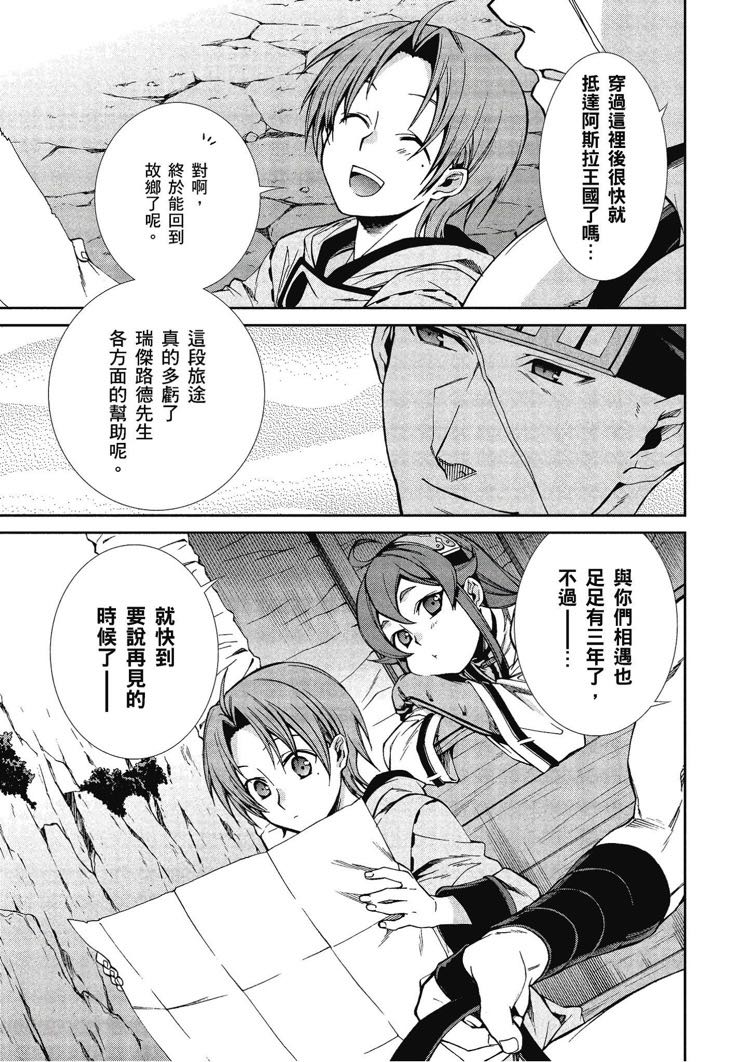 穿過這裡後很快就
抵達阿斯拉王國了嗎…
對啊，
終於能回到
故鄉了呢。
這段旅途
真的多虧了
瑞傑路德先生
各方面的幫助呢。
與你們相遇也
足足有三年了，
不過——…
就快到
要說再見的
時候了——